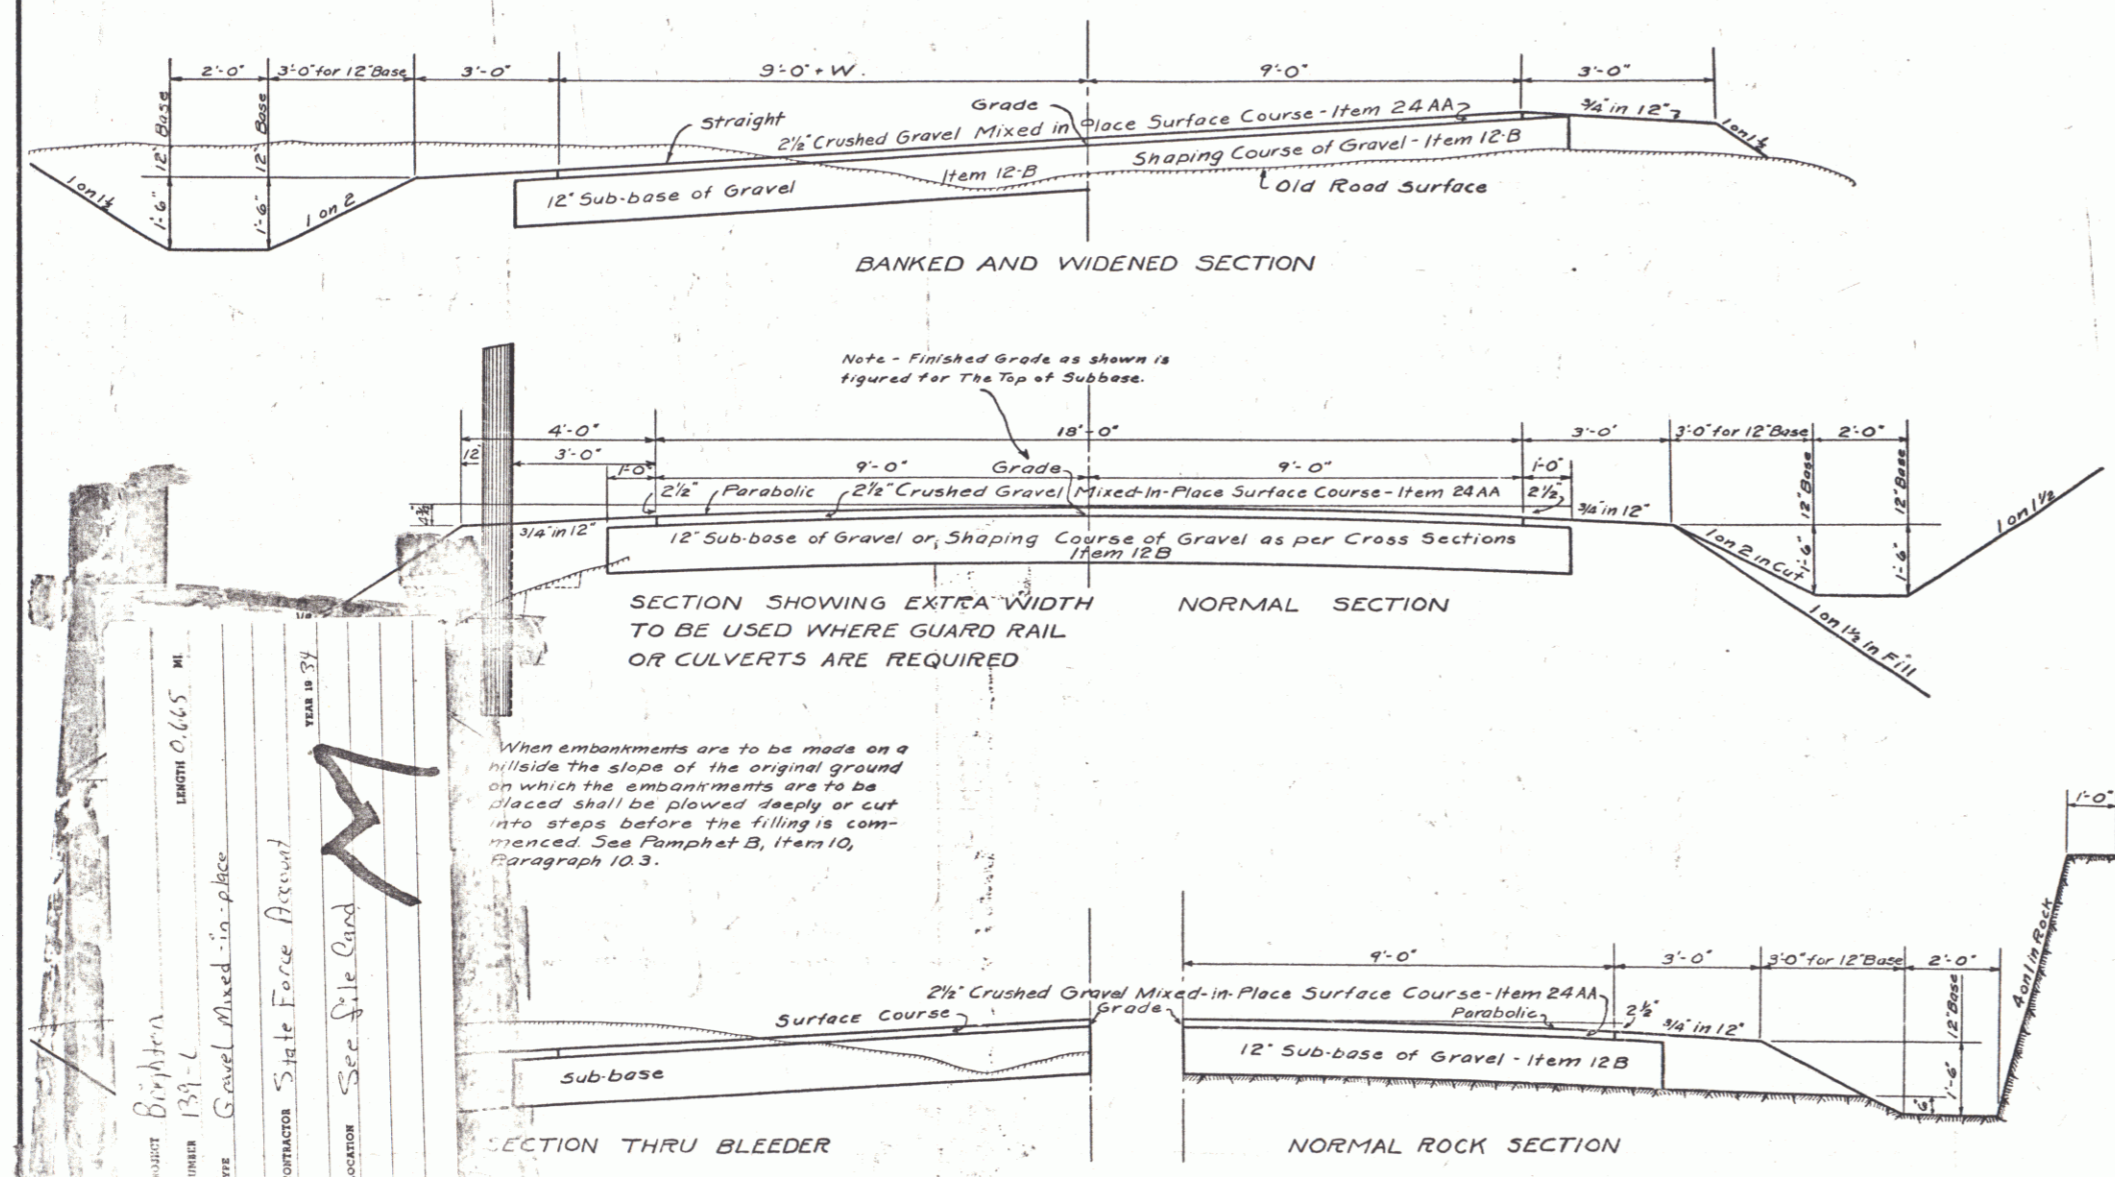 2'-0" 3'-0" for 12" Base 3'-0" 9'-0" + W. 9'-0" 3'-0"
12" Base
12" Base
1'-6"
1'-6"
1 on 1½
1 on 2
Straight
Grade
2½" Crushed Gravel Mixed in Place Surface Course - Item 24 AA
¾" in 12"
1 on 1½
Shaping Course of Gravel - Item 12-B
Item 12-B
12" Sub-base of Gravel
Old Road Surface
BANKED AND WIDENED SECTION
Note - Finished Grade as shown is
figured for The Top of Subbase.
4'-0" 18'-0" 3'-0" 3'-0" for 12" Base 2'-0"
12" 3'-0"
1'-0" 9'-0" Grade 9'-0" 1'-0"
2½" Parabolic 2½" Crushed Gravel Mixed-In-Place Surface Course - Item 24 AA 2½"
3/4" in 12"
¾" in 12"
12" Base
12" Base
1'-6"
1'-6"
12" Sub-base of Gravel or Shaping Course of Gravel as per Cross Sections
Item 12B
1 on 2 in Cut
1 on 1½
1 on 1½ in Fill
SECTION SHOWING EXTRA WIDTH
TO BE USED WHERE GUARD RAIL
OR CULVERTS ARE REQUIRED
NORMAL SECTION
When embankments are to be made on a
hillside the slope of the original ground
on which the embankments are to be
placed shall be plowed deeply or cut
into steps before the filling is com-
menced. See Pamphet B, Item 10,
Paragraph 10.3.
Brighton
139-L
LENGTH 0.665 MI.
Gravel Mixed-in-place
State Force Account
YEAR 19 34
See file Card
1'-0"
4 on 1 in Rock
9'-0" 3'-0" 3'-0" for 12" Base 2'-0"
2½" Crushed Gravel Mixed-in-Place Surface Course - Item 24 AA
Surface Course
Grade
Parabolic
2½"
¾" in 12"
12" Base
1'-6"
6"
12" Sub-base of Gravel - Item 12B
Sub-base
SECTION THRU BLEEDER
NORMAL ROCK SECTION